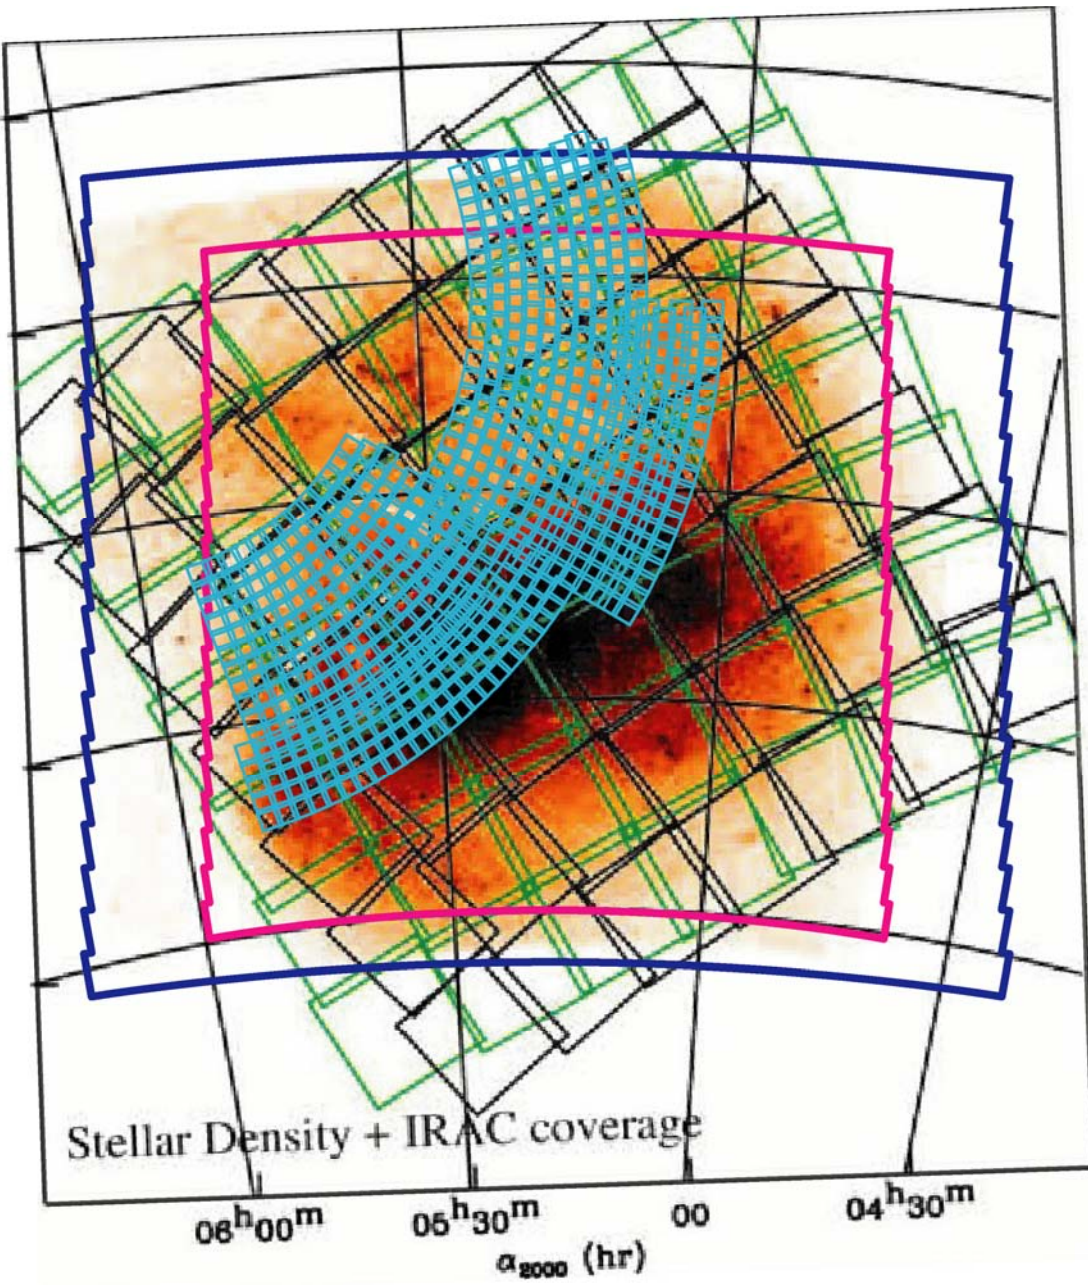 Stellar Density + IRAC coverage
06ʰ00ᵐ 05ʰ30ᵐ 00 04ʰ30ᵐ
α₂₀₀₀ (hr)